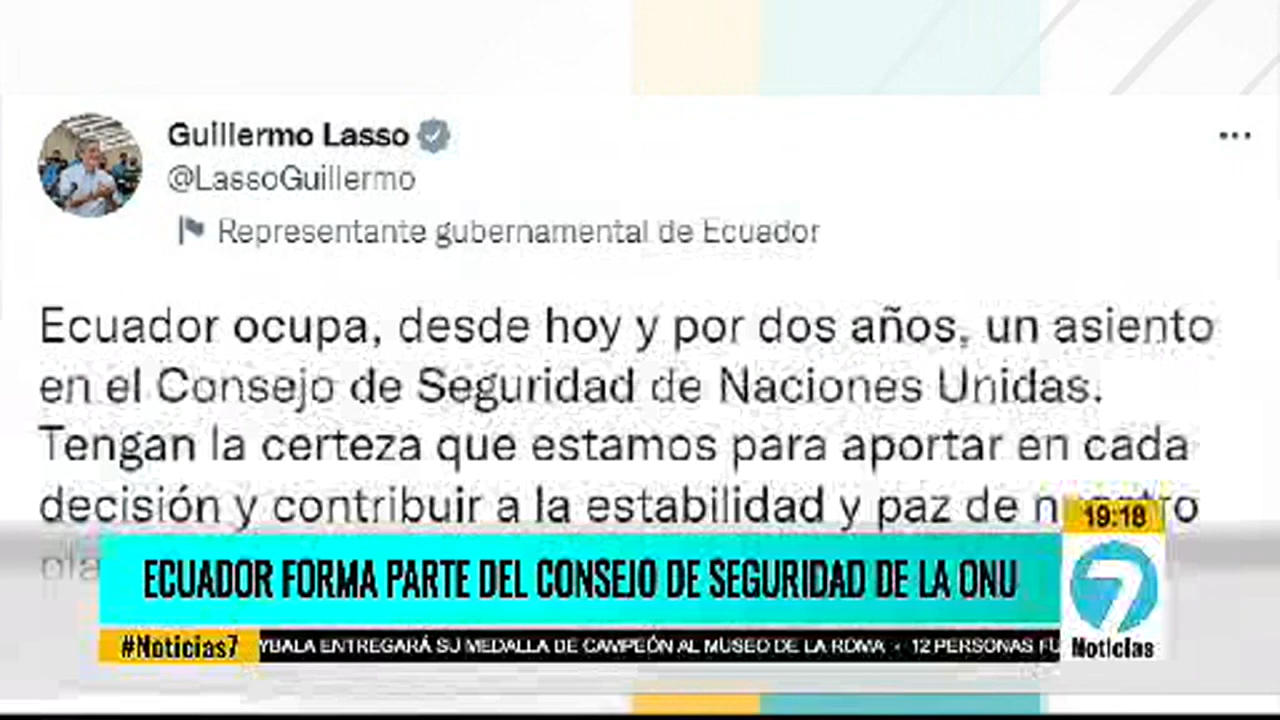 Guillermo Lasso
@LassoGuillermo
Representante gubernamental de Ecuador
Ecuador ocupa, desde hoy y por dos años, un asiento
en el Consejo de Seguridad de Naciones Unidas.
Tengan la certeza que estamos para aportar en cada
decisión y contribuir a la estabilidad y paz de
19:18
ECUADOR FORMA PARTE DEL CONSEJO DE SEGURIDAD DE LA ONU
7
Noticias
#Noticias7
YBALA ENTREGARÁ SU MEDALLA DE CAMPEÓN AL MUSEO DE LA ROMA - 12 PERSONAS FU